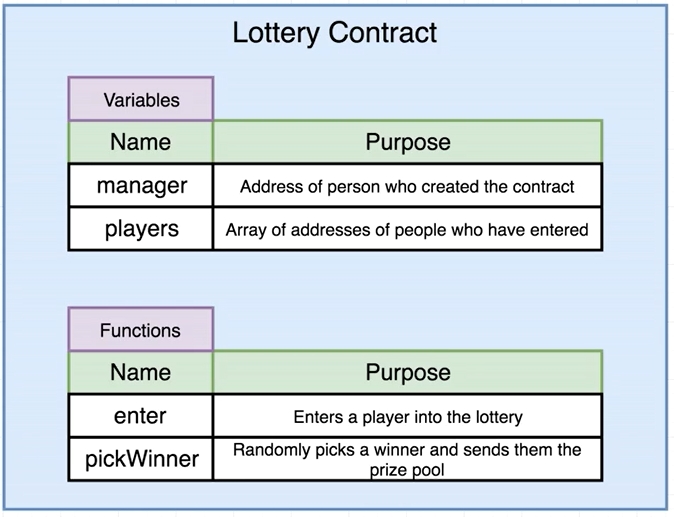 Lottery Contract
Variables
Name Purpose
manager Address of person who created the contract
players Array of addresses of people who have entered
Functions
Name Purpose
enter Enters a player into the lottery
pickWinner Randomly picks a winner and sends them the
prize pool